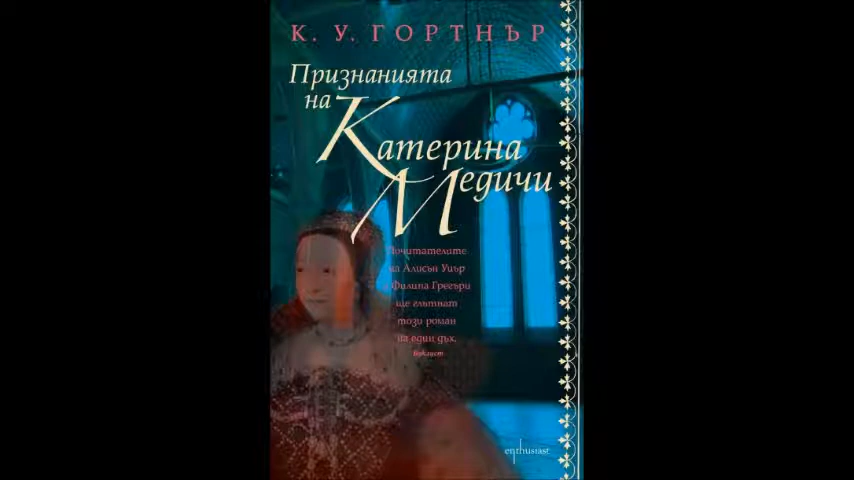 К. У. ГОРТНЪР
Признанията
на
Катерина
Медичи
Почитателите
на Алисън Уиър
и Филипа Грегъри
ще глътнат
този роман
на един дъх.
Буклист
enthusiast